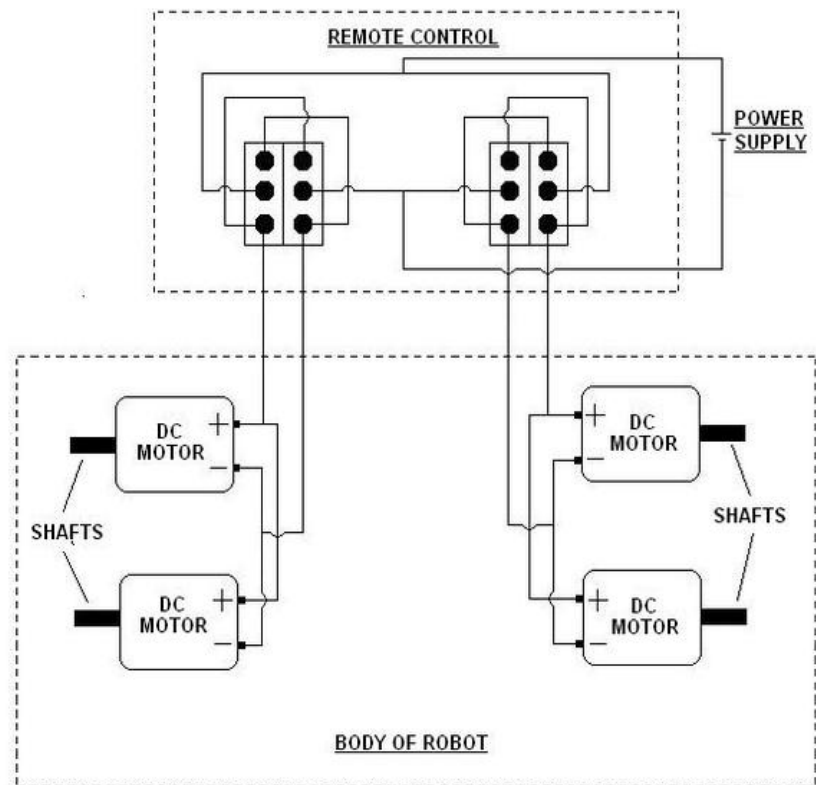 REMOTE CONTROL
POWER
SUPPLY
DC
MOTOR
+
−
DC
MOTOR
+
−
SHAFTS
SHAFTS
DC
MOTOR
+
−
DC
MOTOR
+
−
BODY OF ROBOT